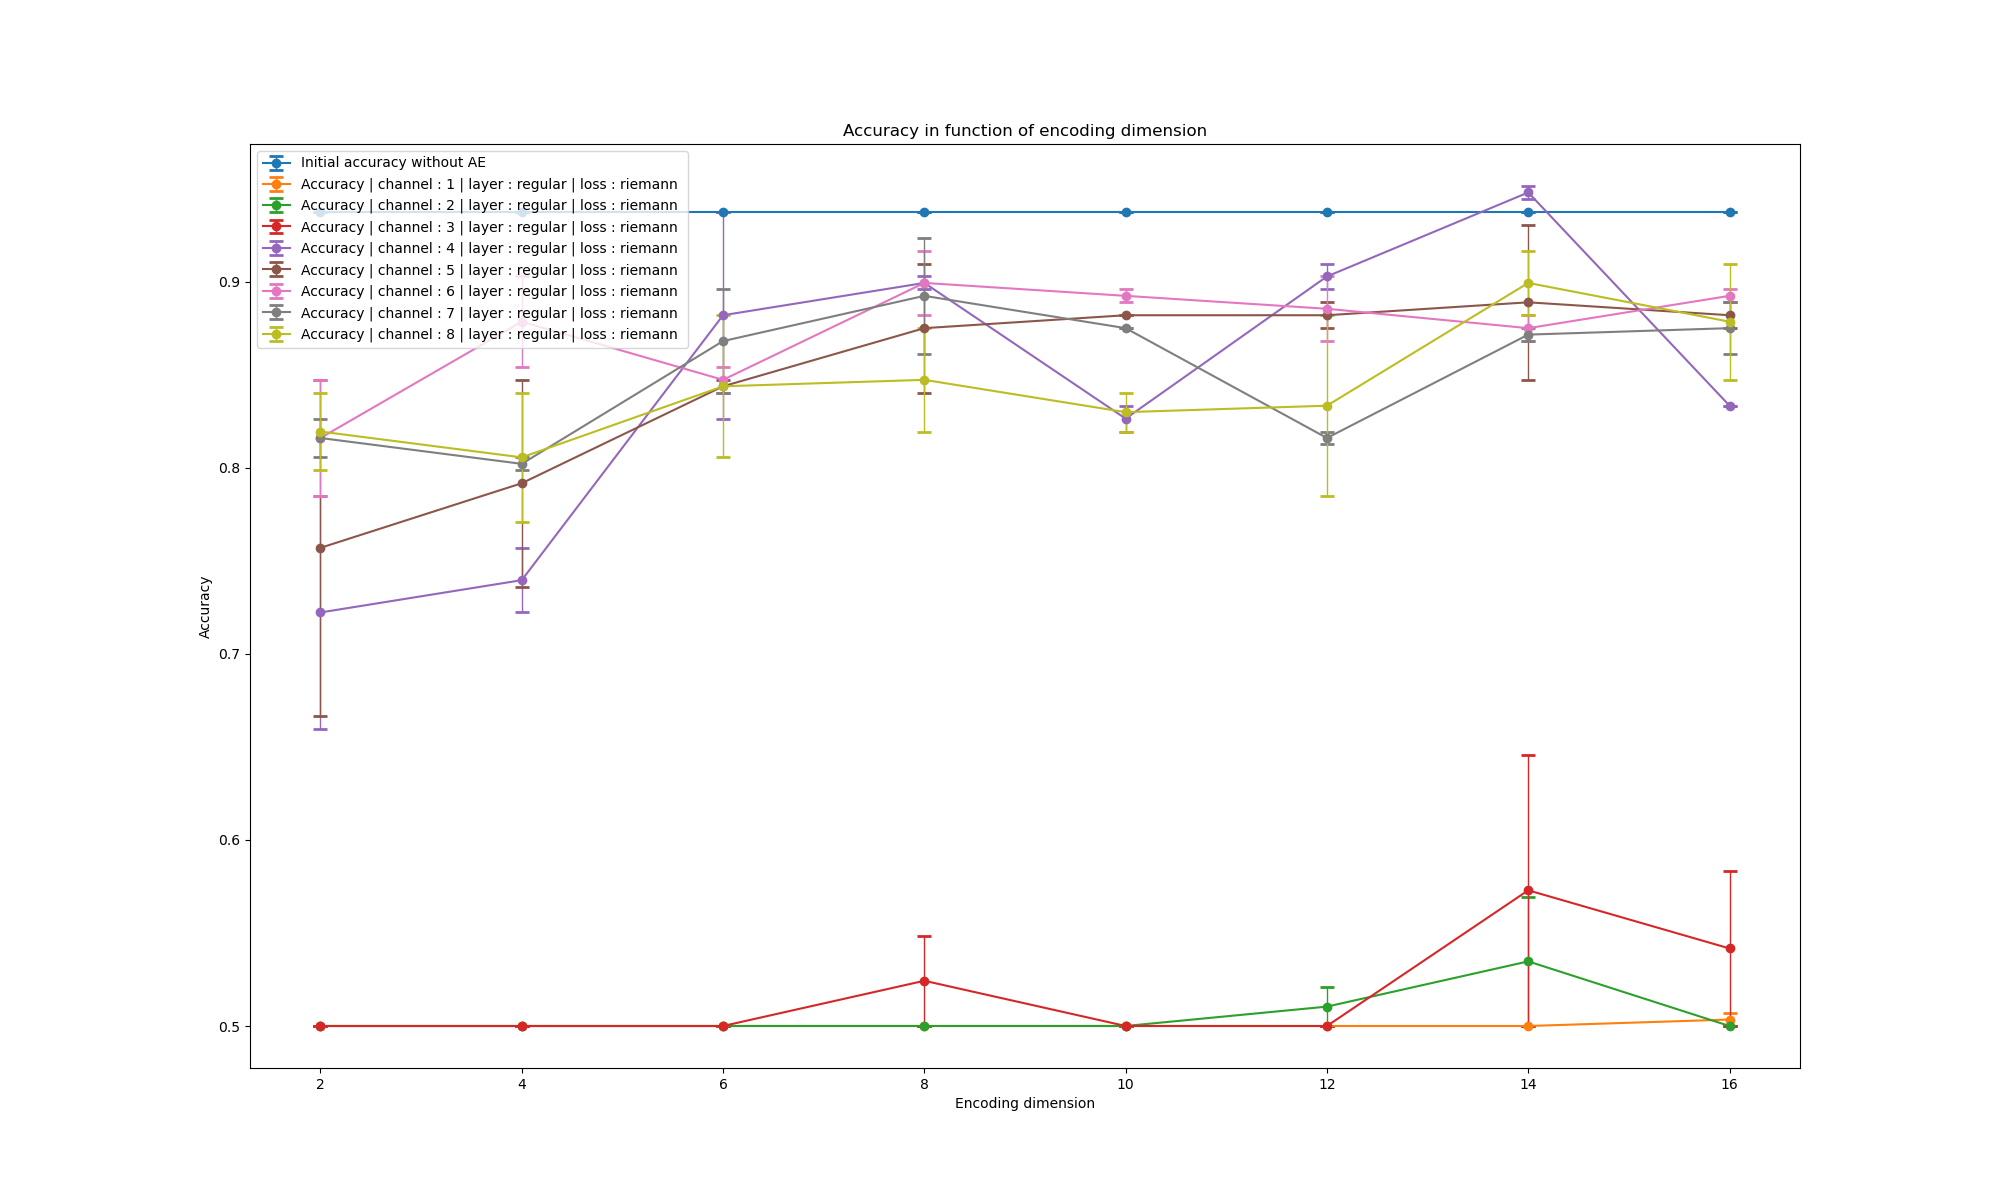 Accuracy in function of encoding dimension
Initial accuracy without AE
Accuracy | channel : 1 | layer : regular | loss : riemann
Accuracy | channel : 2 | layer : regular | loss : riemann
Accuracy | channel : 3 | layer : regular | loss : riemann
Accuracy | channel : 4 | layer : regular | loss : riemann
Accuracy | channel : 5 | layer : regular | loss : riemann
Accuracy | channel : 6 | layer : regular | loss : riemann
Accuracy | channel : 7 | layer : regular | loss : riemann
Accuracy | channel : 8 | layer : regular | loss : riemann
0.9
0.8
0.7
0.6
0.5
Accuracy
2 4 6 8 10 12 14 16
Encoding dimension